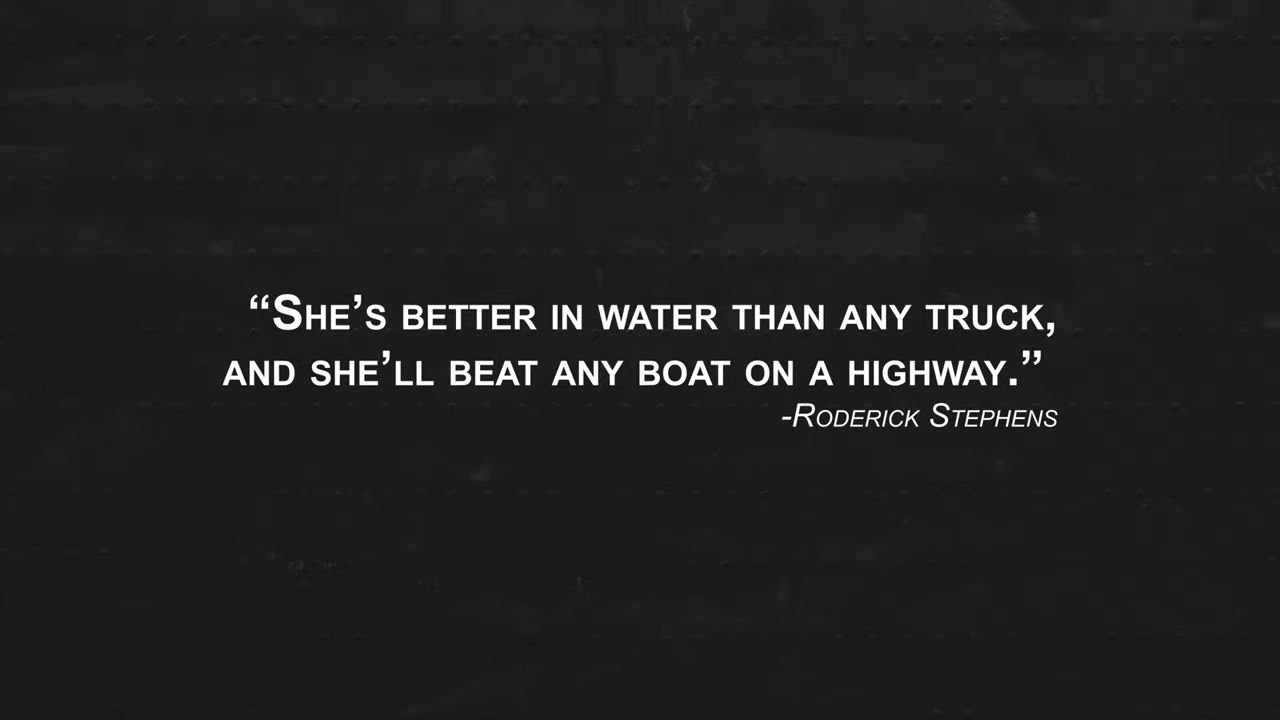 “She’s better in water than any truck,
and she’ll beat any boat on a highway.”
-Roderick Stephens